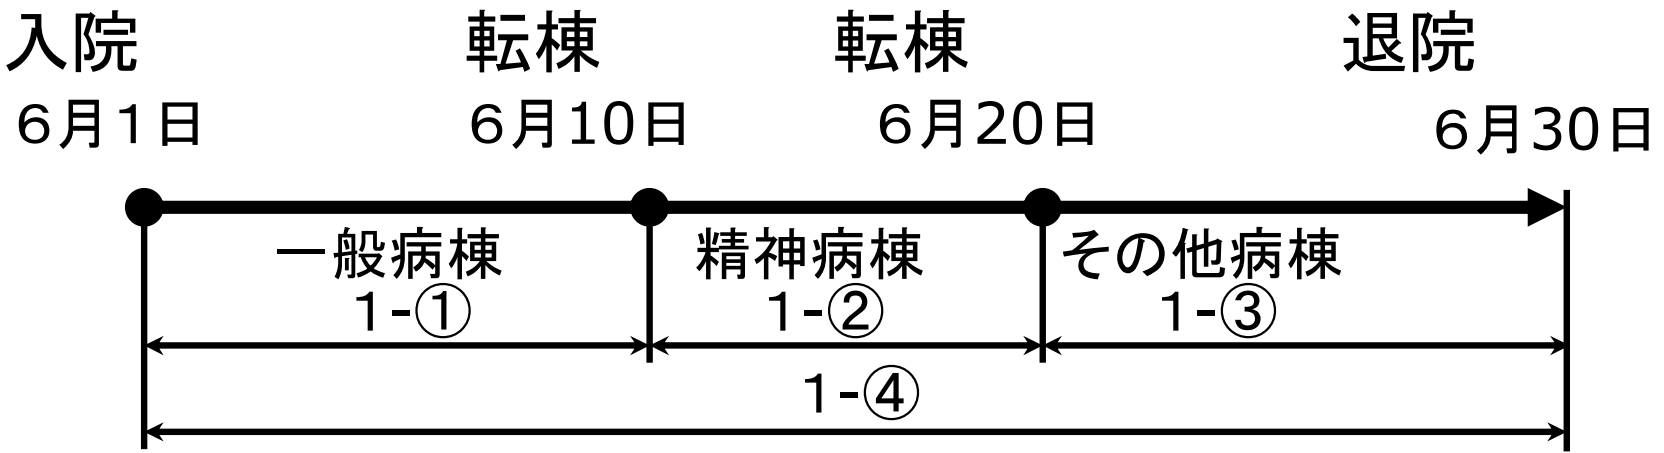 入院 転棟 転棟 退院
6月1日 6月10日 6月20日 6月30日
一般病棟 精神病棟 その他病棟
1-① 1-② 1-③
1-④